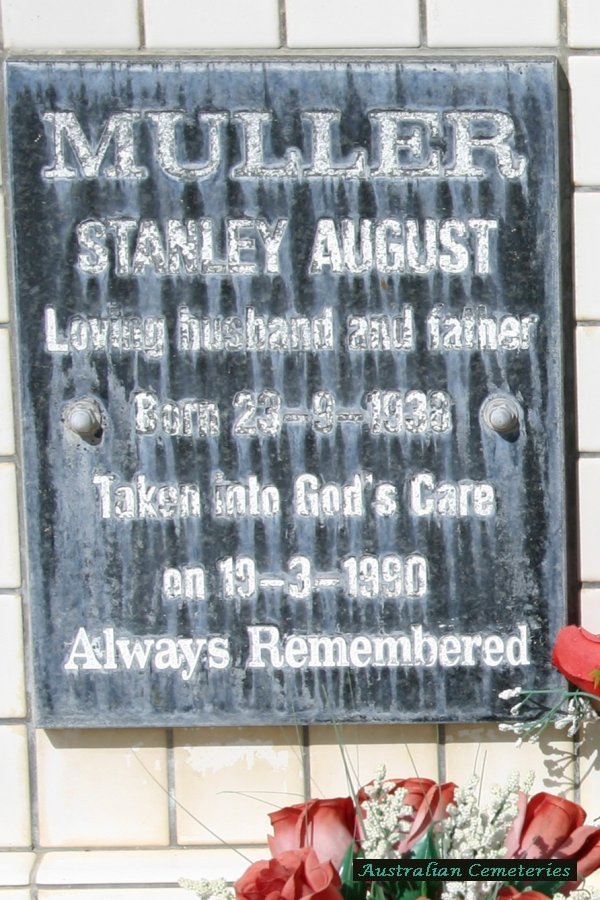 MULLER
STANLEY AUGUST
Loving husband and father
Born 23-9-1938
Taken into God's Care
on 19-3-1990
Always Remembered
Australian Cemeteries